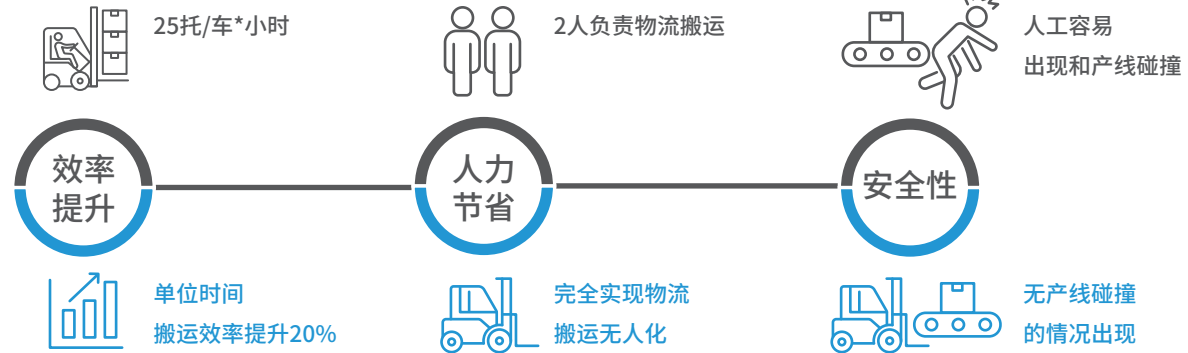 25托/车*小时
2人负责物流搬运
人工容易
出现和产线碰撞
效率
提升
人力
节省
安全性
单位时间
搬运效率提升20%
完全实现物流
搬运无人化
无产线碰撞
的情况出现